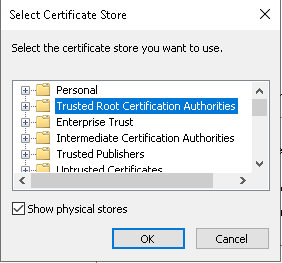 Select Certificate Store
Select the certificate store you want to use.
Personal
Trusted Root Certification Authorities
Enterprise Trust
Intermediate Certification Authorities
Trusted Publishers
Untrusted Certificates
Show physical stores
OK
Cancel